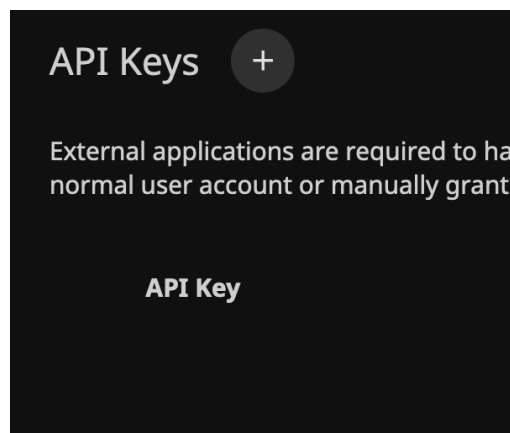 API Keys +
External applications are required to ha
normal user account or manually grant
API Key